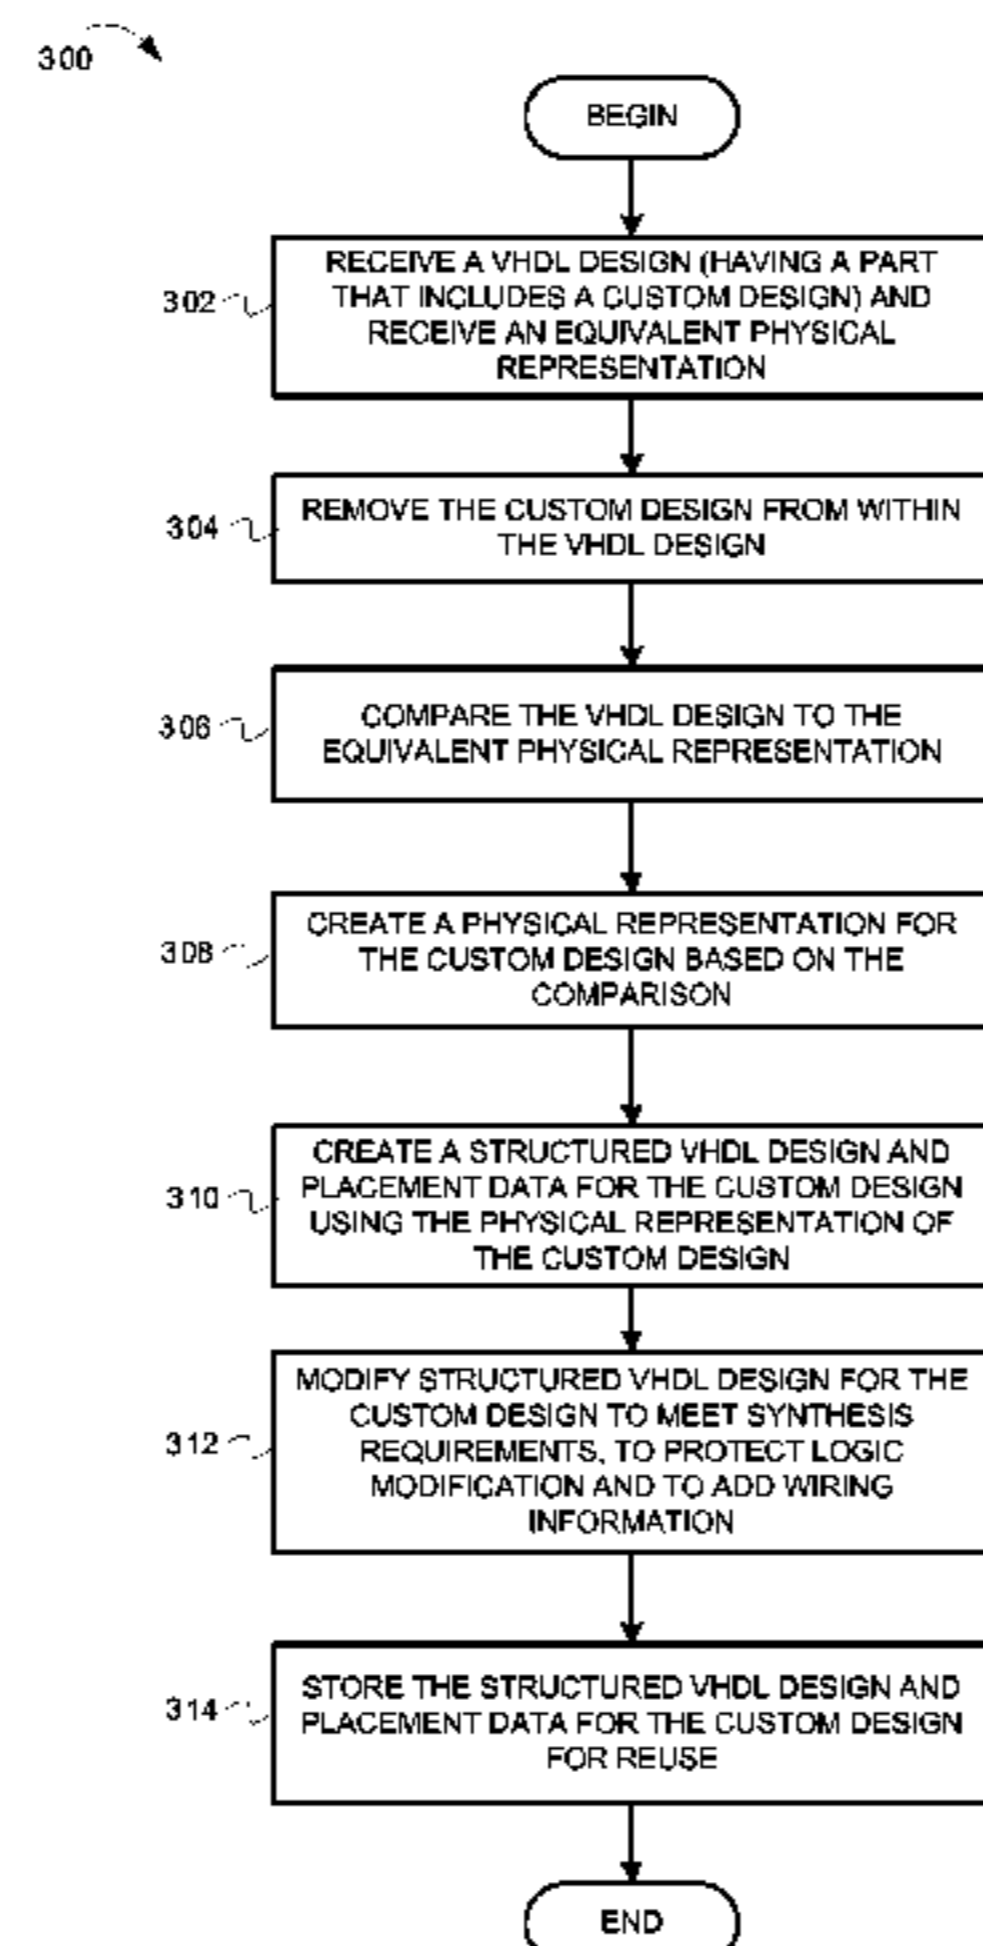 300
BEGIN
RECEIVE A VHDL DESIGN (HAVING A PART
THAT INCLUDES A CUSTOM DESIGN) AND
RECEIVE AN EQUIVALENT PHYSICAL
REPRESENTATION
302
REMOVE THE CUSTOM DESIGN FROM WITHIN
THE VHDL DESIGN
304
COMPARE THE VHDL DESIGN TO THE
EQUIVALENT PHYSICAL REPRESENTATION
306
CREATE A PHYSICAL REPRESENTATION FOR
THE CUSTOM DESIGN BASED ON THE
COMPARISON
308
CREATE A STRUCTURED VHDL DESIGN AND
PLACEMENT DATA FOR THE CUSTOM DESIGN
USING THE PHYSICAL REPRESENTATION OF
THE CUSTOM DESIGN
310
MODIFY STRUCTURED VHDL DESIGN FOR THE
CUSTOM DESIGN TO MEET SYNTHESIS
REQUIREMENTS, TO PROTECT LOGIC
MODIFICATION AND TO ADD WIRING
INFORMATION
312
STORE THE STRUCTURED VHDL DESIGN AND
PLACEMENT DATA FOR THE CUSTOM DESIGN
FOR REUSE
314
END